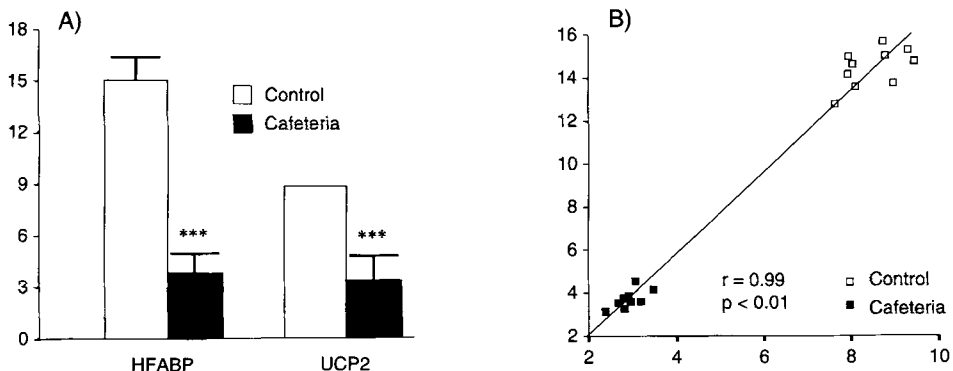 A)
18
15
12
9
6
3
0
Control
Cafeteria
***
***
HFABP
UCP2
B)
16
14
12
10
8
6
4
2
r = 0.99
p < 0.01
Control
Cafeteria
2
4
6
8
10